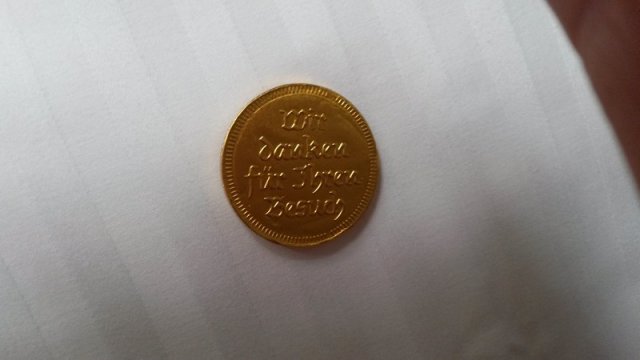 Wir
danken
für Ihren
Besuch